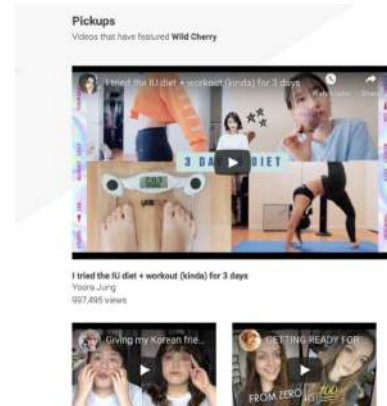 Pickups
Videos that have featured Wild Cherry
I tried the IU diet + workout (kinda) for 3 days
3 DAY DIET
I tried the IU diet + workout (kinda) for 3 days
Yoora Jung
997,495 views
Giving my Korean frie...
GETTING READY FOR
FROM ZERO
100